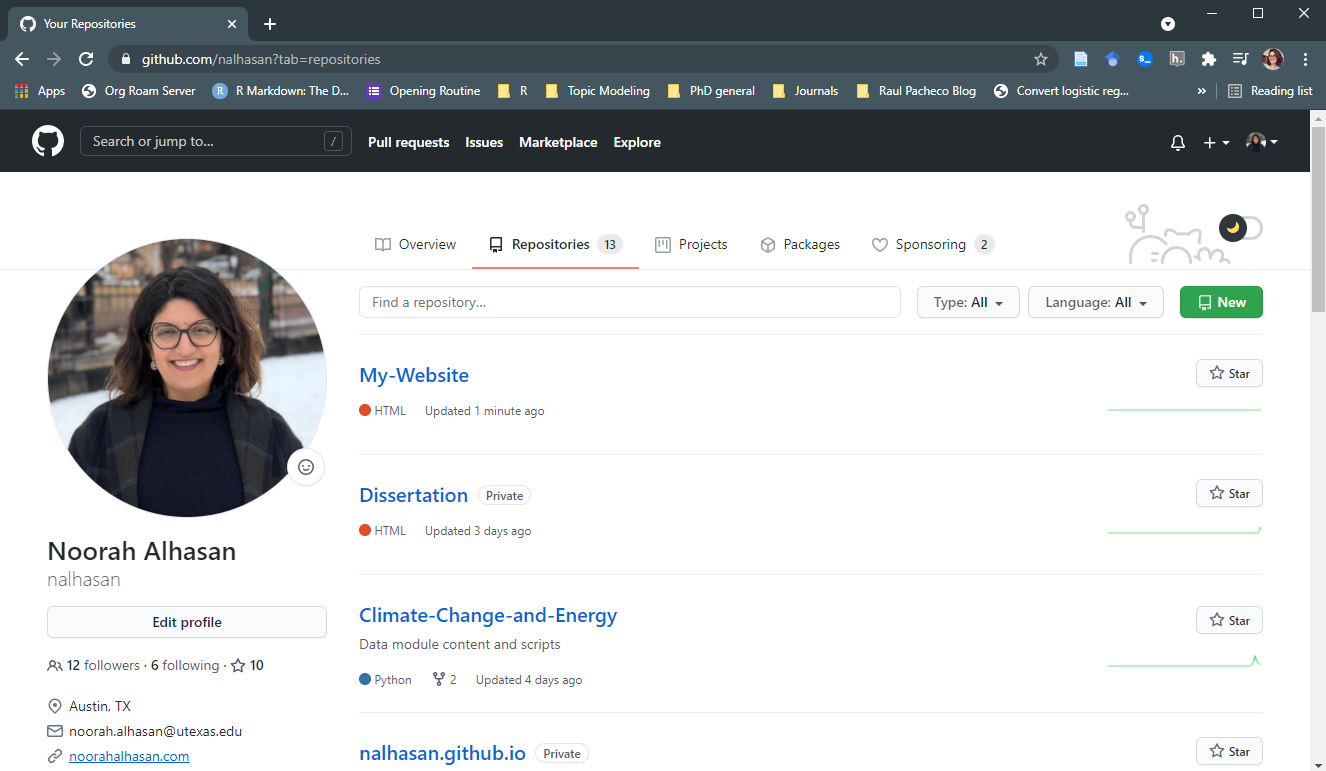 Your Repositories
github.com/nalhasan?tab=repositories
Apps Org Roam Server R Markdown: The D... Opening Routine R Topic Modeling PhD general Journals Raul Pacheco Blog Convert logistic reg... » Reading list
Search or jump to... / Pull requests Issues Marketplace Explore
Overview Repositories 13 Projects Packages Sponsoring 2
Find a repository... Type: All Language: All New
My-Website Star
HTML Updated 1 minute ago
Dissertation Private Star
HTML Updated 3 days ago
Noorah Alhasan
nalhasan
Edit profile
12 followers · 6 following · 10
Austin, TX
noorah.alhasan@utexas.edu
noorahalhasan.com
Climate-Change-and-Energy Star
Data module content and scripts
Python 2 Updated 4 days ago
nalhasan.github.io Private Star